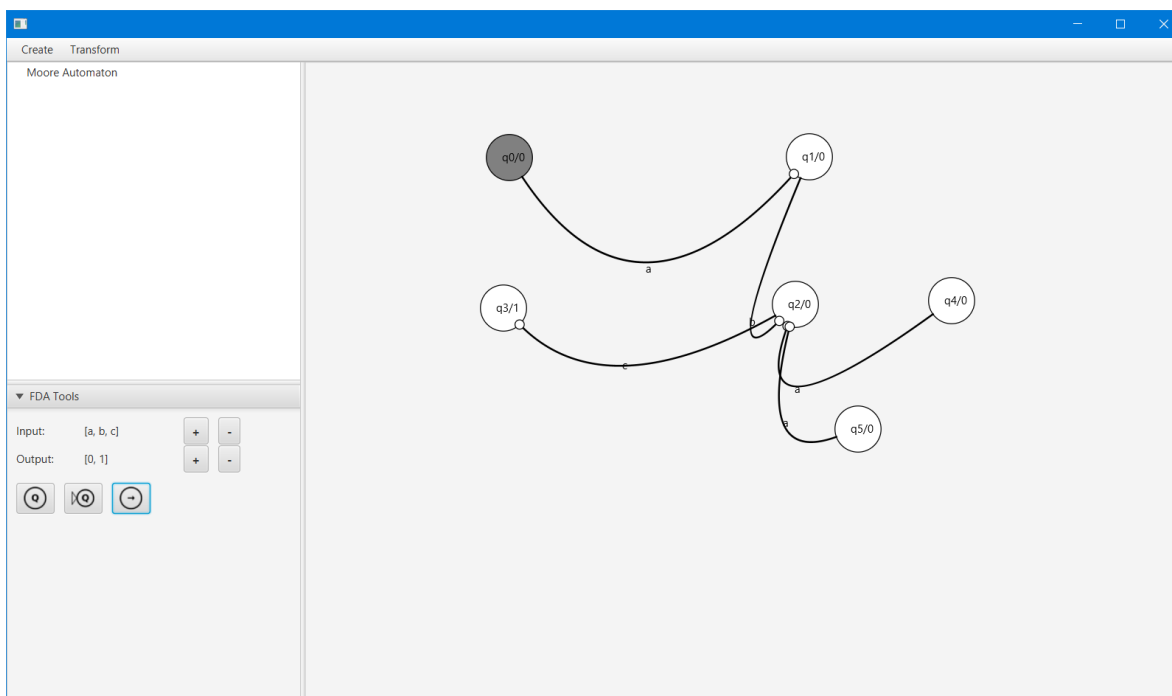 Create Transform
Moore Automaton
q0/0
q1/0
a
q3/1
q2/0
q4/0
b
c
a
a
q5/0
FDA Tools
Input: [a, b, c] + -
Output: [0, 1] + -
Q Q